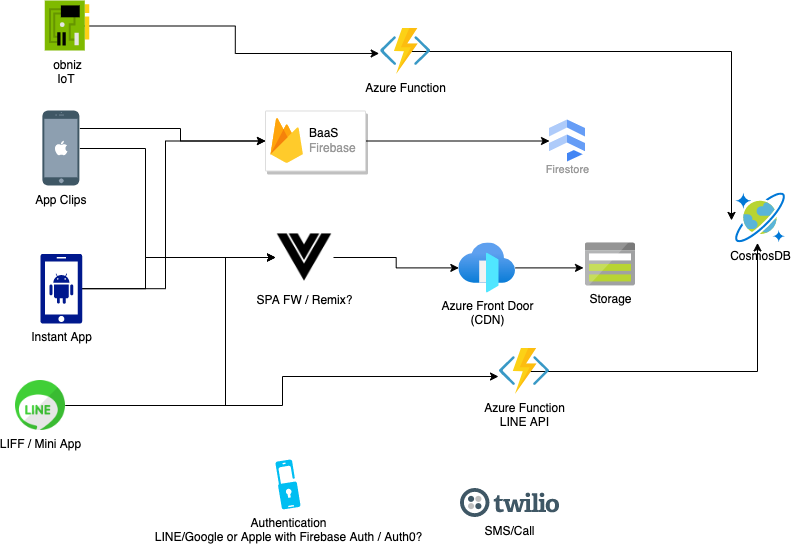 obniz
IoT
Azure Function
App Clips
BaaS
Firebase
Firestore
CosmosDB
SPA FW / Remix?
Azure Front Door
(CDN)
Storage
Instant App
Azure Function
LINE API
LINE
LIFF / Mini App
Authentication
LINE/Google or Apple with Firebase Auth / Auth0?
twilio
SMS/Call